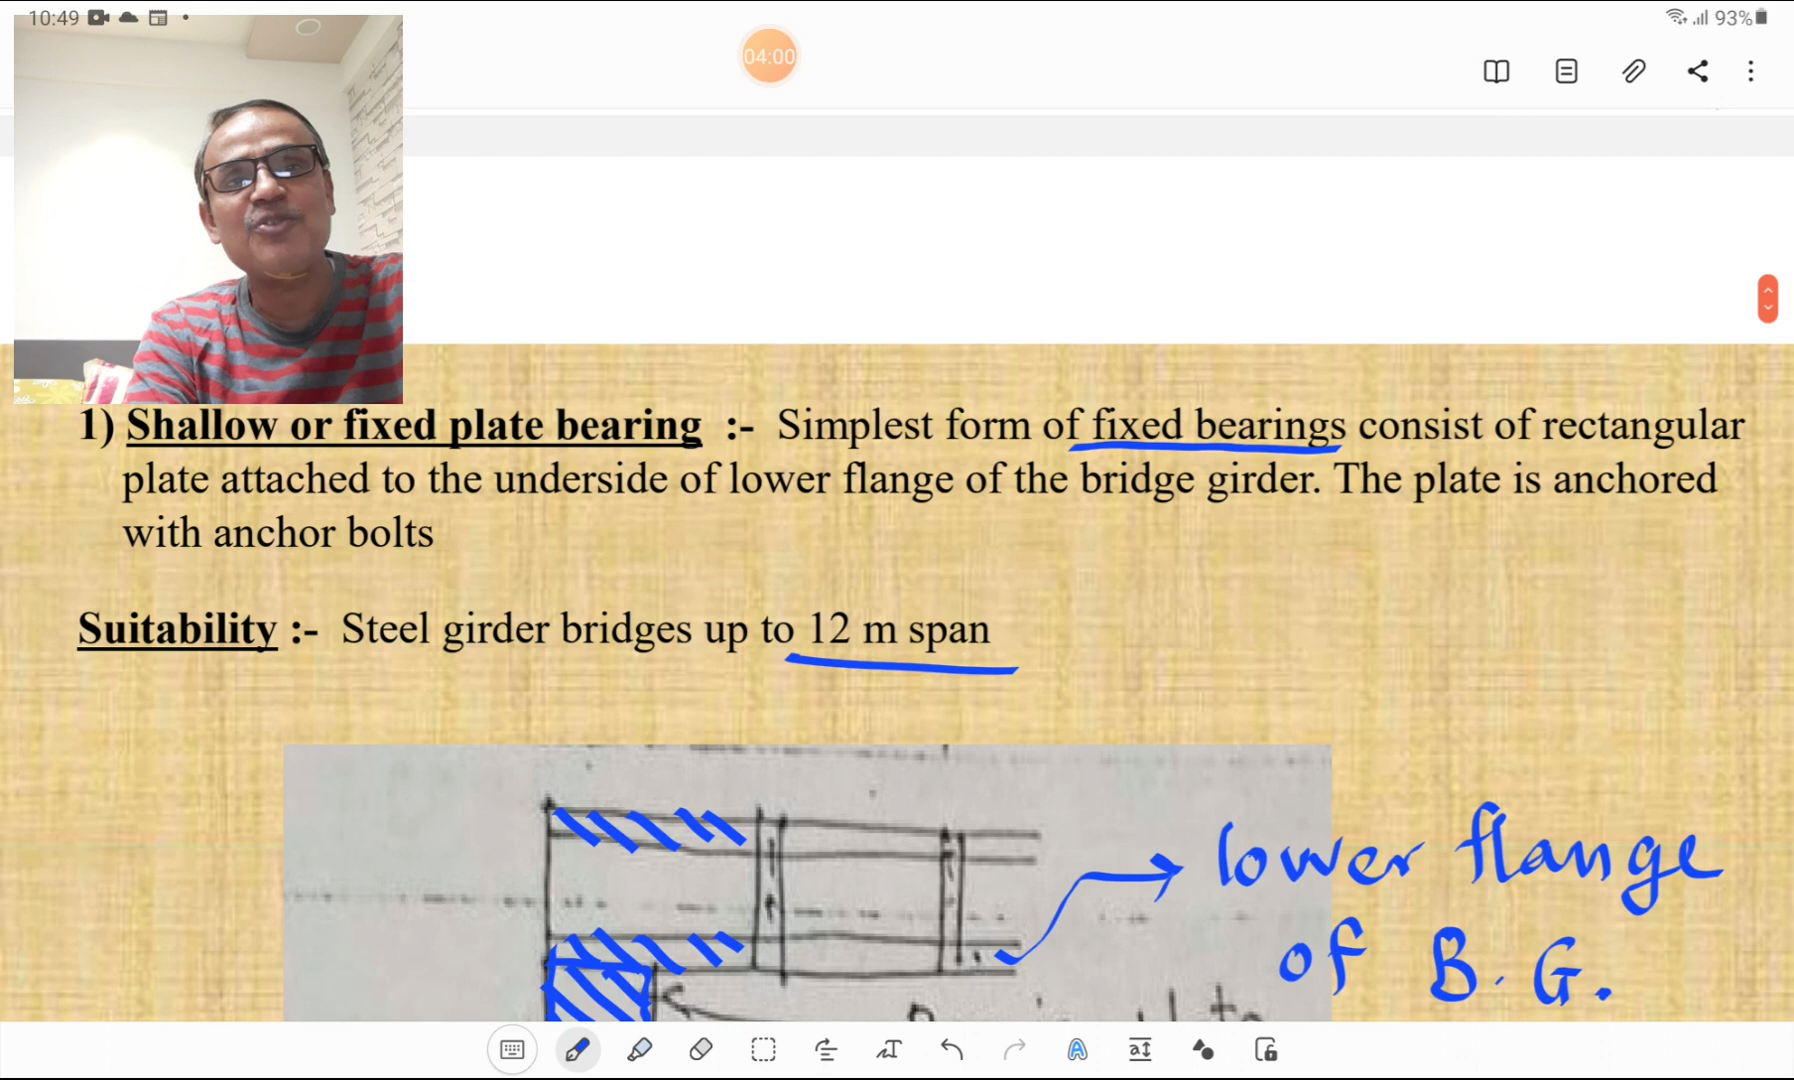 10:49
93%
04:00
1) Shallow or fixed plate bearing :- Simplest form of fixed bearings consist of rectangular
plate attached to the underside of lower flange of the bridge girder. The plate is anchored
with anchor bolts
Suitability :- Steel girder bridges up to 12 m span
lower flange
of B. G.